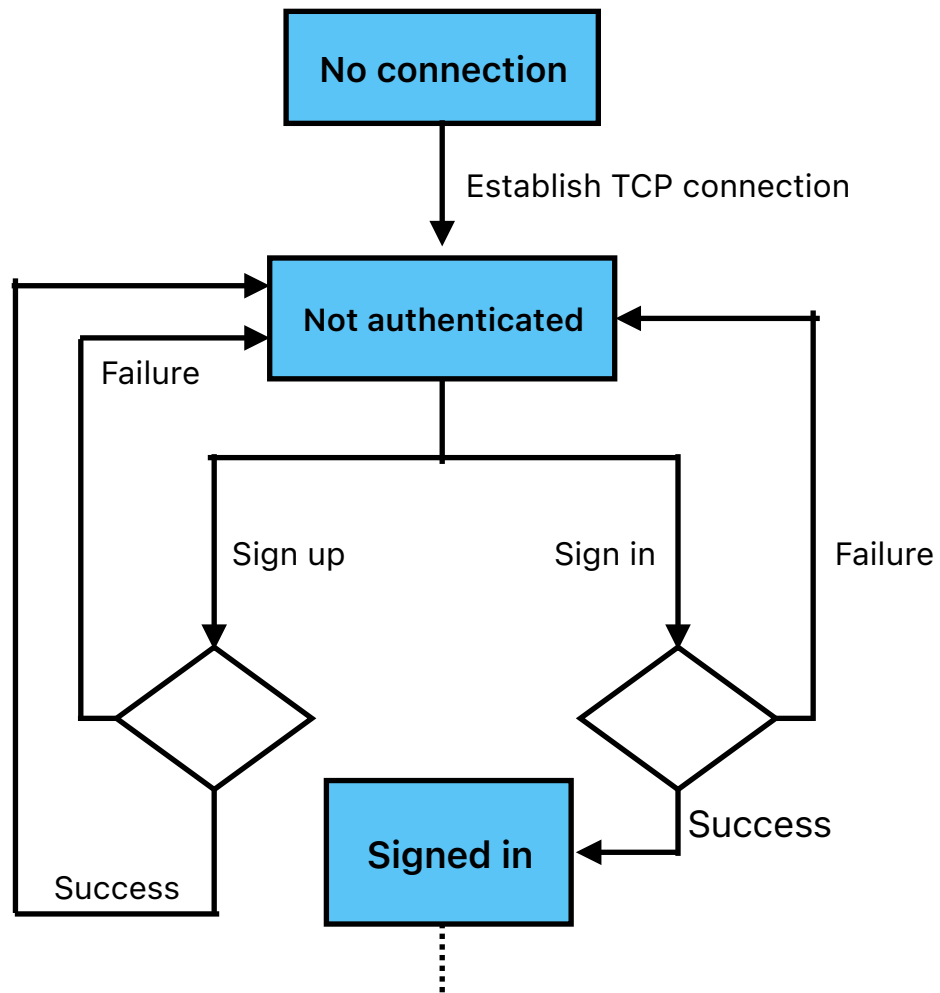 No connection
Establish TCP connection
Not authenticated
Failure
Sign up
Sign in
Failure
Success
Signed in
Success